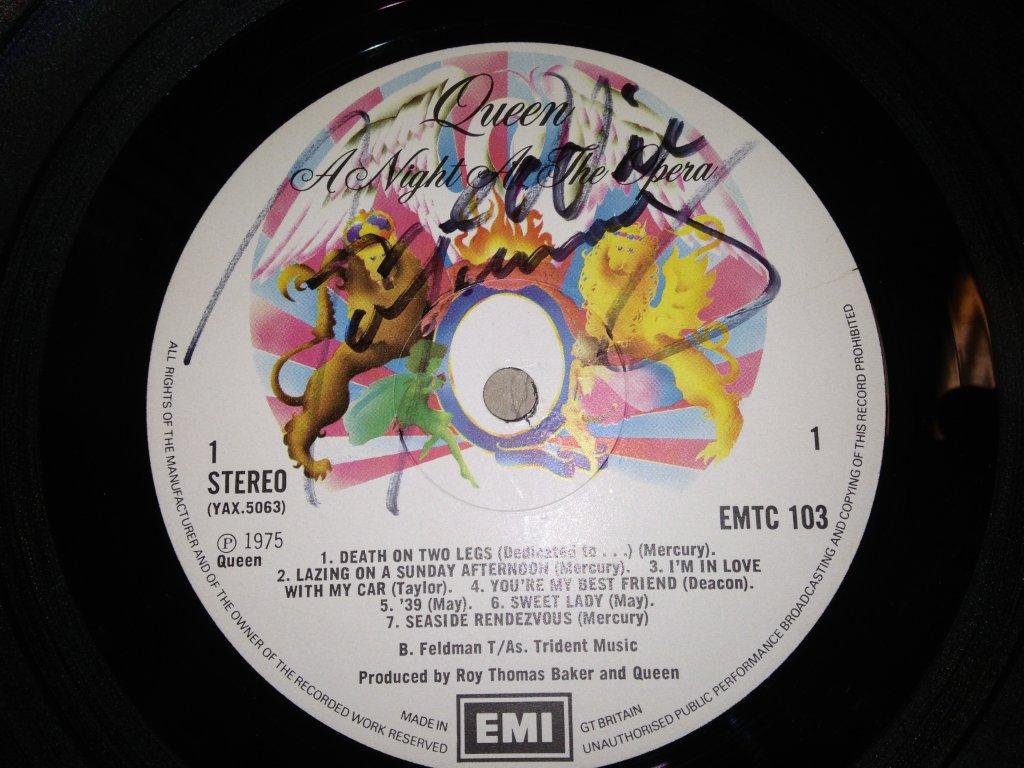 Queen
A Night At The Opera
1
STEREO
(YAX.5063)
1
EMTC 103
Ⓟ 1975
Queen
1. DEATH ON TWO LEGS (Dedicated to . . .) (Mercury).
2. LAZING ON A SUNDAY AFTERNOON (Mercury). 3. I'M IN LOVE
WITH MY CAR (Taylor). 4. YOU'RE MY BEST FRIEND (Deacon).
5. '39 (May). 6. SWEET LADY (May).
7. SEASIDE RENDEZVOUS (Mercury)
B. Feldman T/As. Trident Music
Produced by Roy Thomas Baker and Queen
MADE IN
EMI
GT BRITAIN
ALL RIGHTS OF THE MANUFACTURER AND OF THE OWNER OF THE RECORDED WORK RESERVED
UNAUTHORISED PUBLIC PERFORMANCE BROADCASTING AND COPYING OF THIS RECORD PROHIBITED